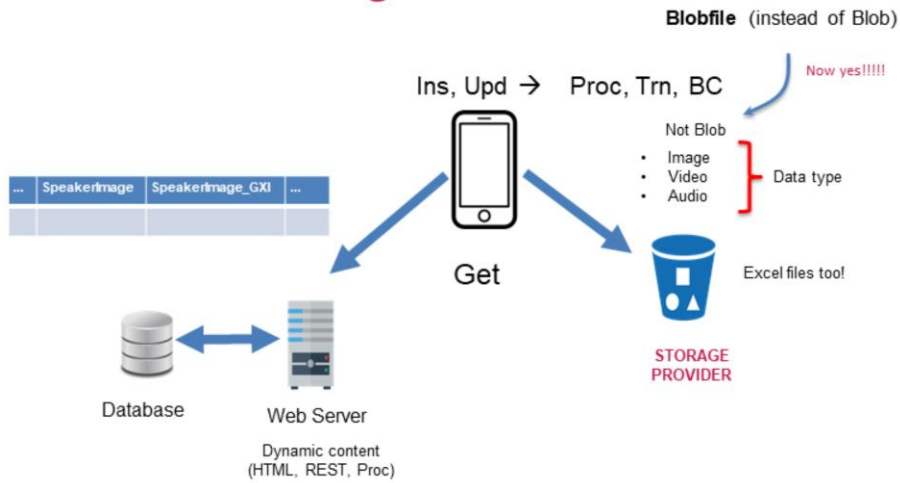 Blobfile (instead of Blob)
Now yes!!!!!
Ins, Upd → Proc, Trn, BC
Not Blob
• Image
• Video
• Audio
Data type
... SpeakerImage SpeakerImage_GXI ...
Get
Excel files too!
STORAGE
PROVIDER
Database
Web Server
Dynamic content
(HTML, REST, Proc)